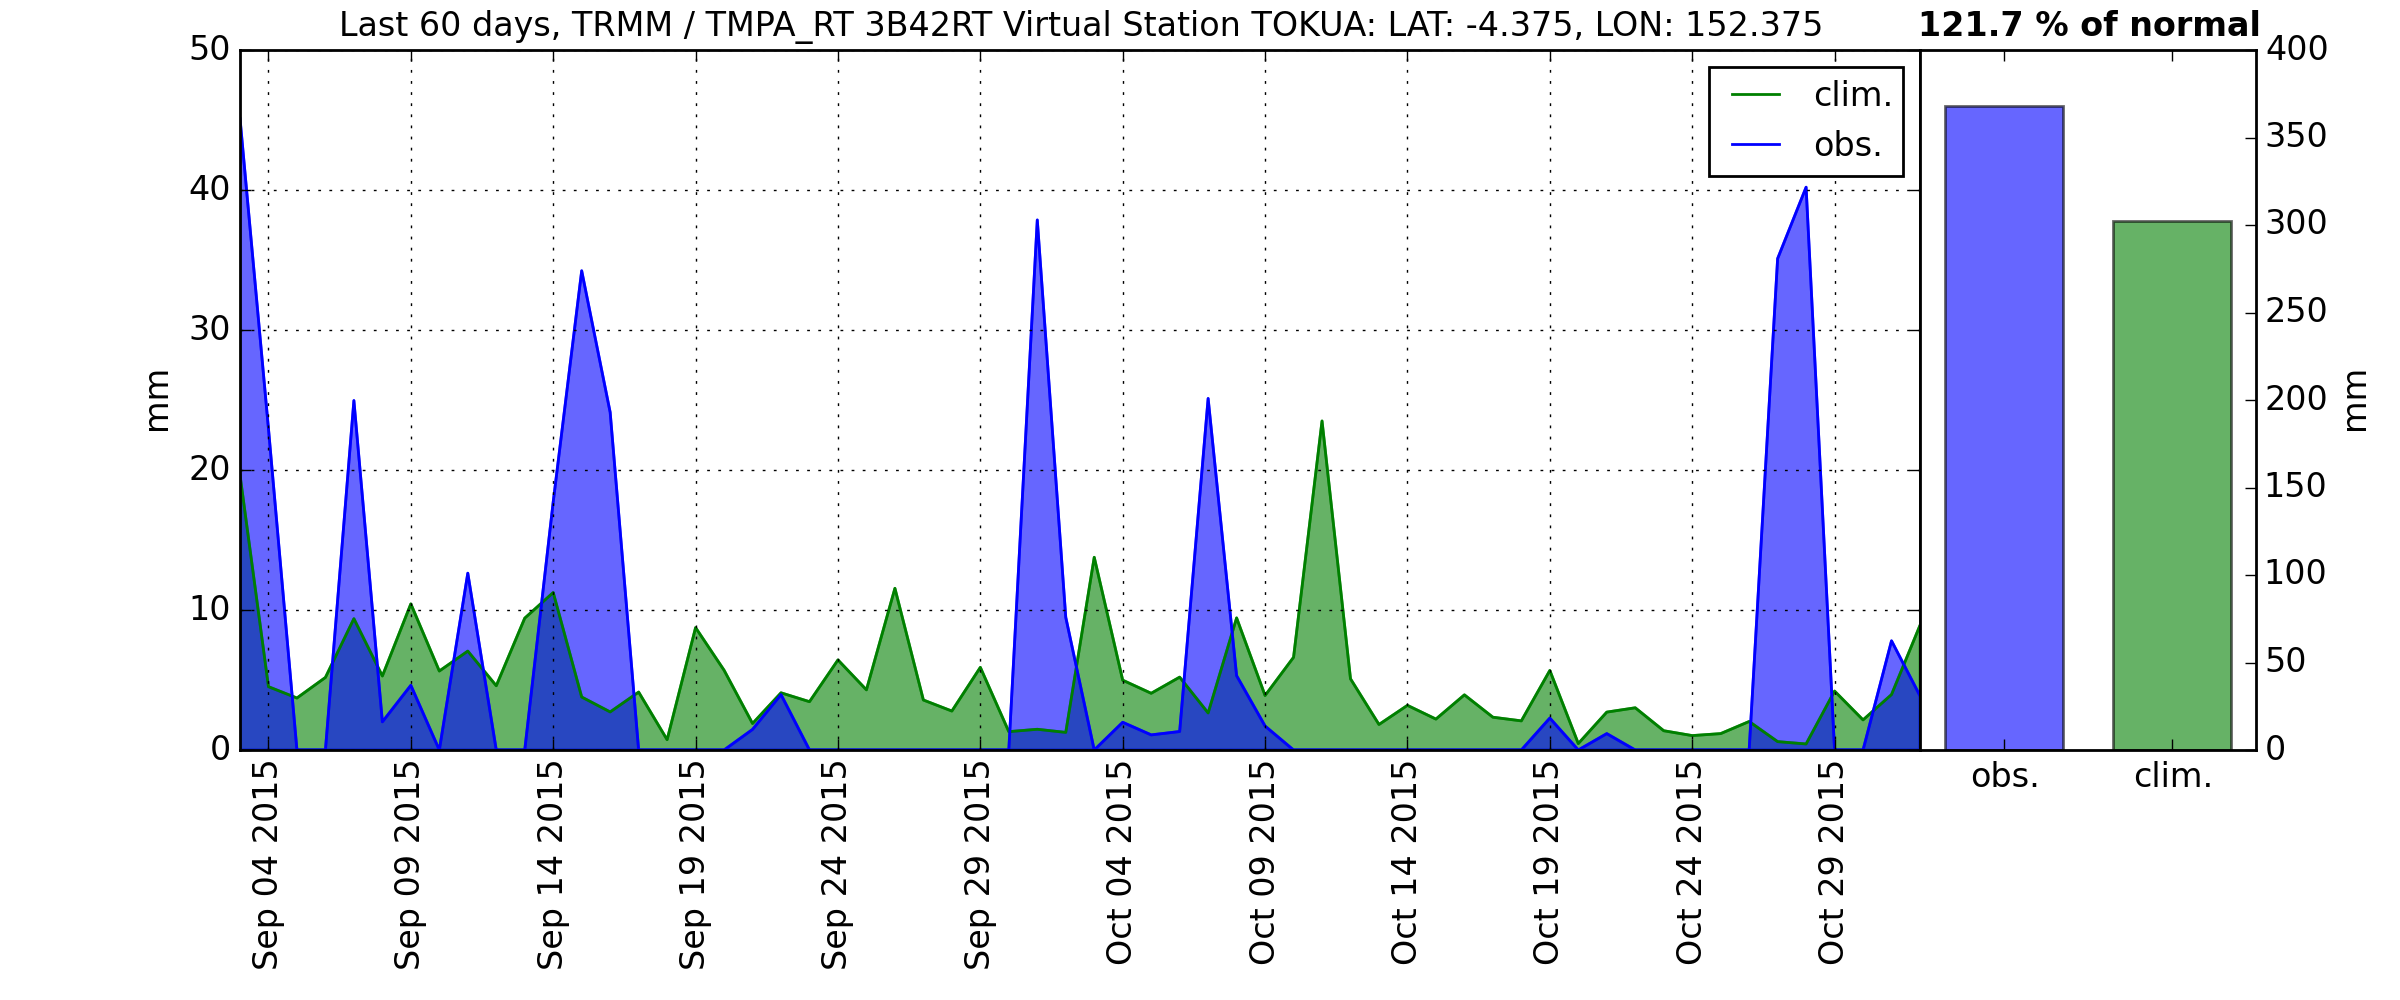 Last 60 days, TRMM / TMPA_RT 3B42RT Virtual Station TOKUA: LAT: -4.375, LON: 152.375
121.7 % of normal
50
40
30
20
10
0
mm
clim.
obs.
Sep 04 2015
Sep 09 2015
Sep 14 2015
Sep 19 2015
Sep 24 2015
Sep 29 2015
Oct 04 2015
Oct 09 2015
Oct 14 2015
Oct 19 2015
Oct 24 2015
Oct 29 2015
obs.
clim.
400
350
300
250
200
150
100
50
0
mm